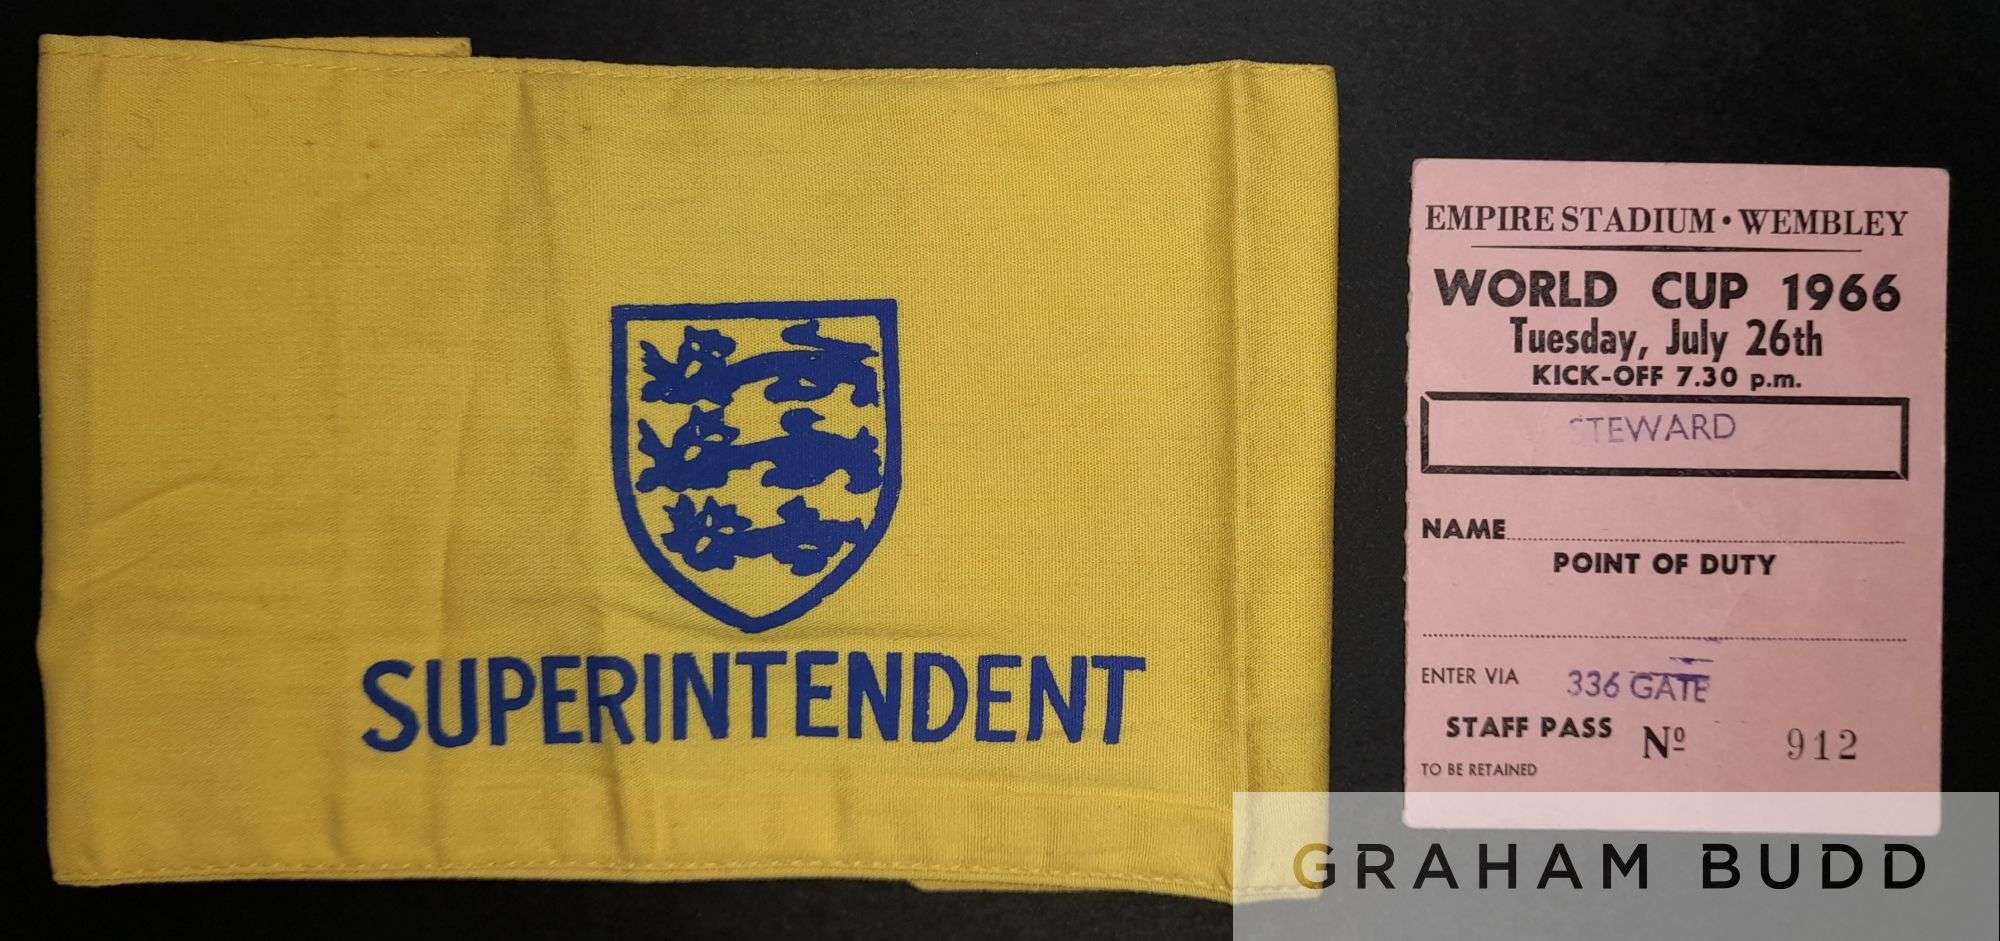 SUPERINTENDENT
EMPIRE STADIUM • WEMBLEY
WORLD CUP 1966
Tuesday, July 26th
KICK-OFF 7.30 p.m.
STEWARD
NAME
POINT OF DUTY
ENTER VIA 336 GATE
STAFF PASS Nº 912
TO BE RETAINED
GRAHAM BUDD